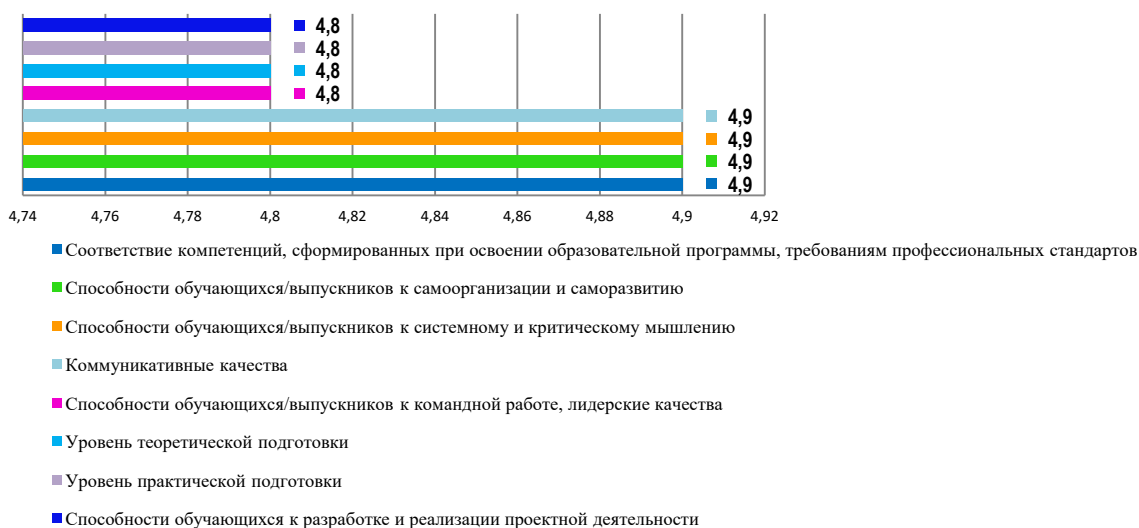 4,8
4,8
4,8
4,8
4,9
4,9
4,9
4,9
4,74 4,76 4,78 4,8 4,82 4,84 4,86 4,88 4,9 4,92
Соответствие компетенций, сформированных при освоении образовательной программы, требованиям профессиональных стандартов
Способности обучающихся/выпускников к самоорганизации и саморазвитию
Способности обучающихся/выпускников к системному и критическому мышлению
Коммуникативные качества
Способности обучающихся/выпускников к командной работе, лидерские качества
Уровень теоретической подготовки
Уровень практической подготовки
Способности обучающихся к разработке и реализации проектной деятельности